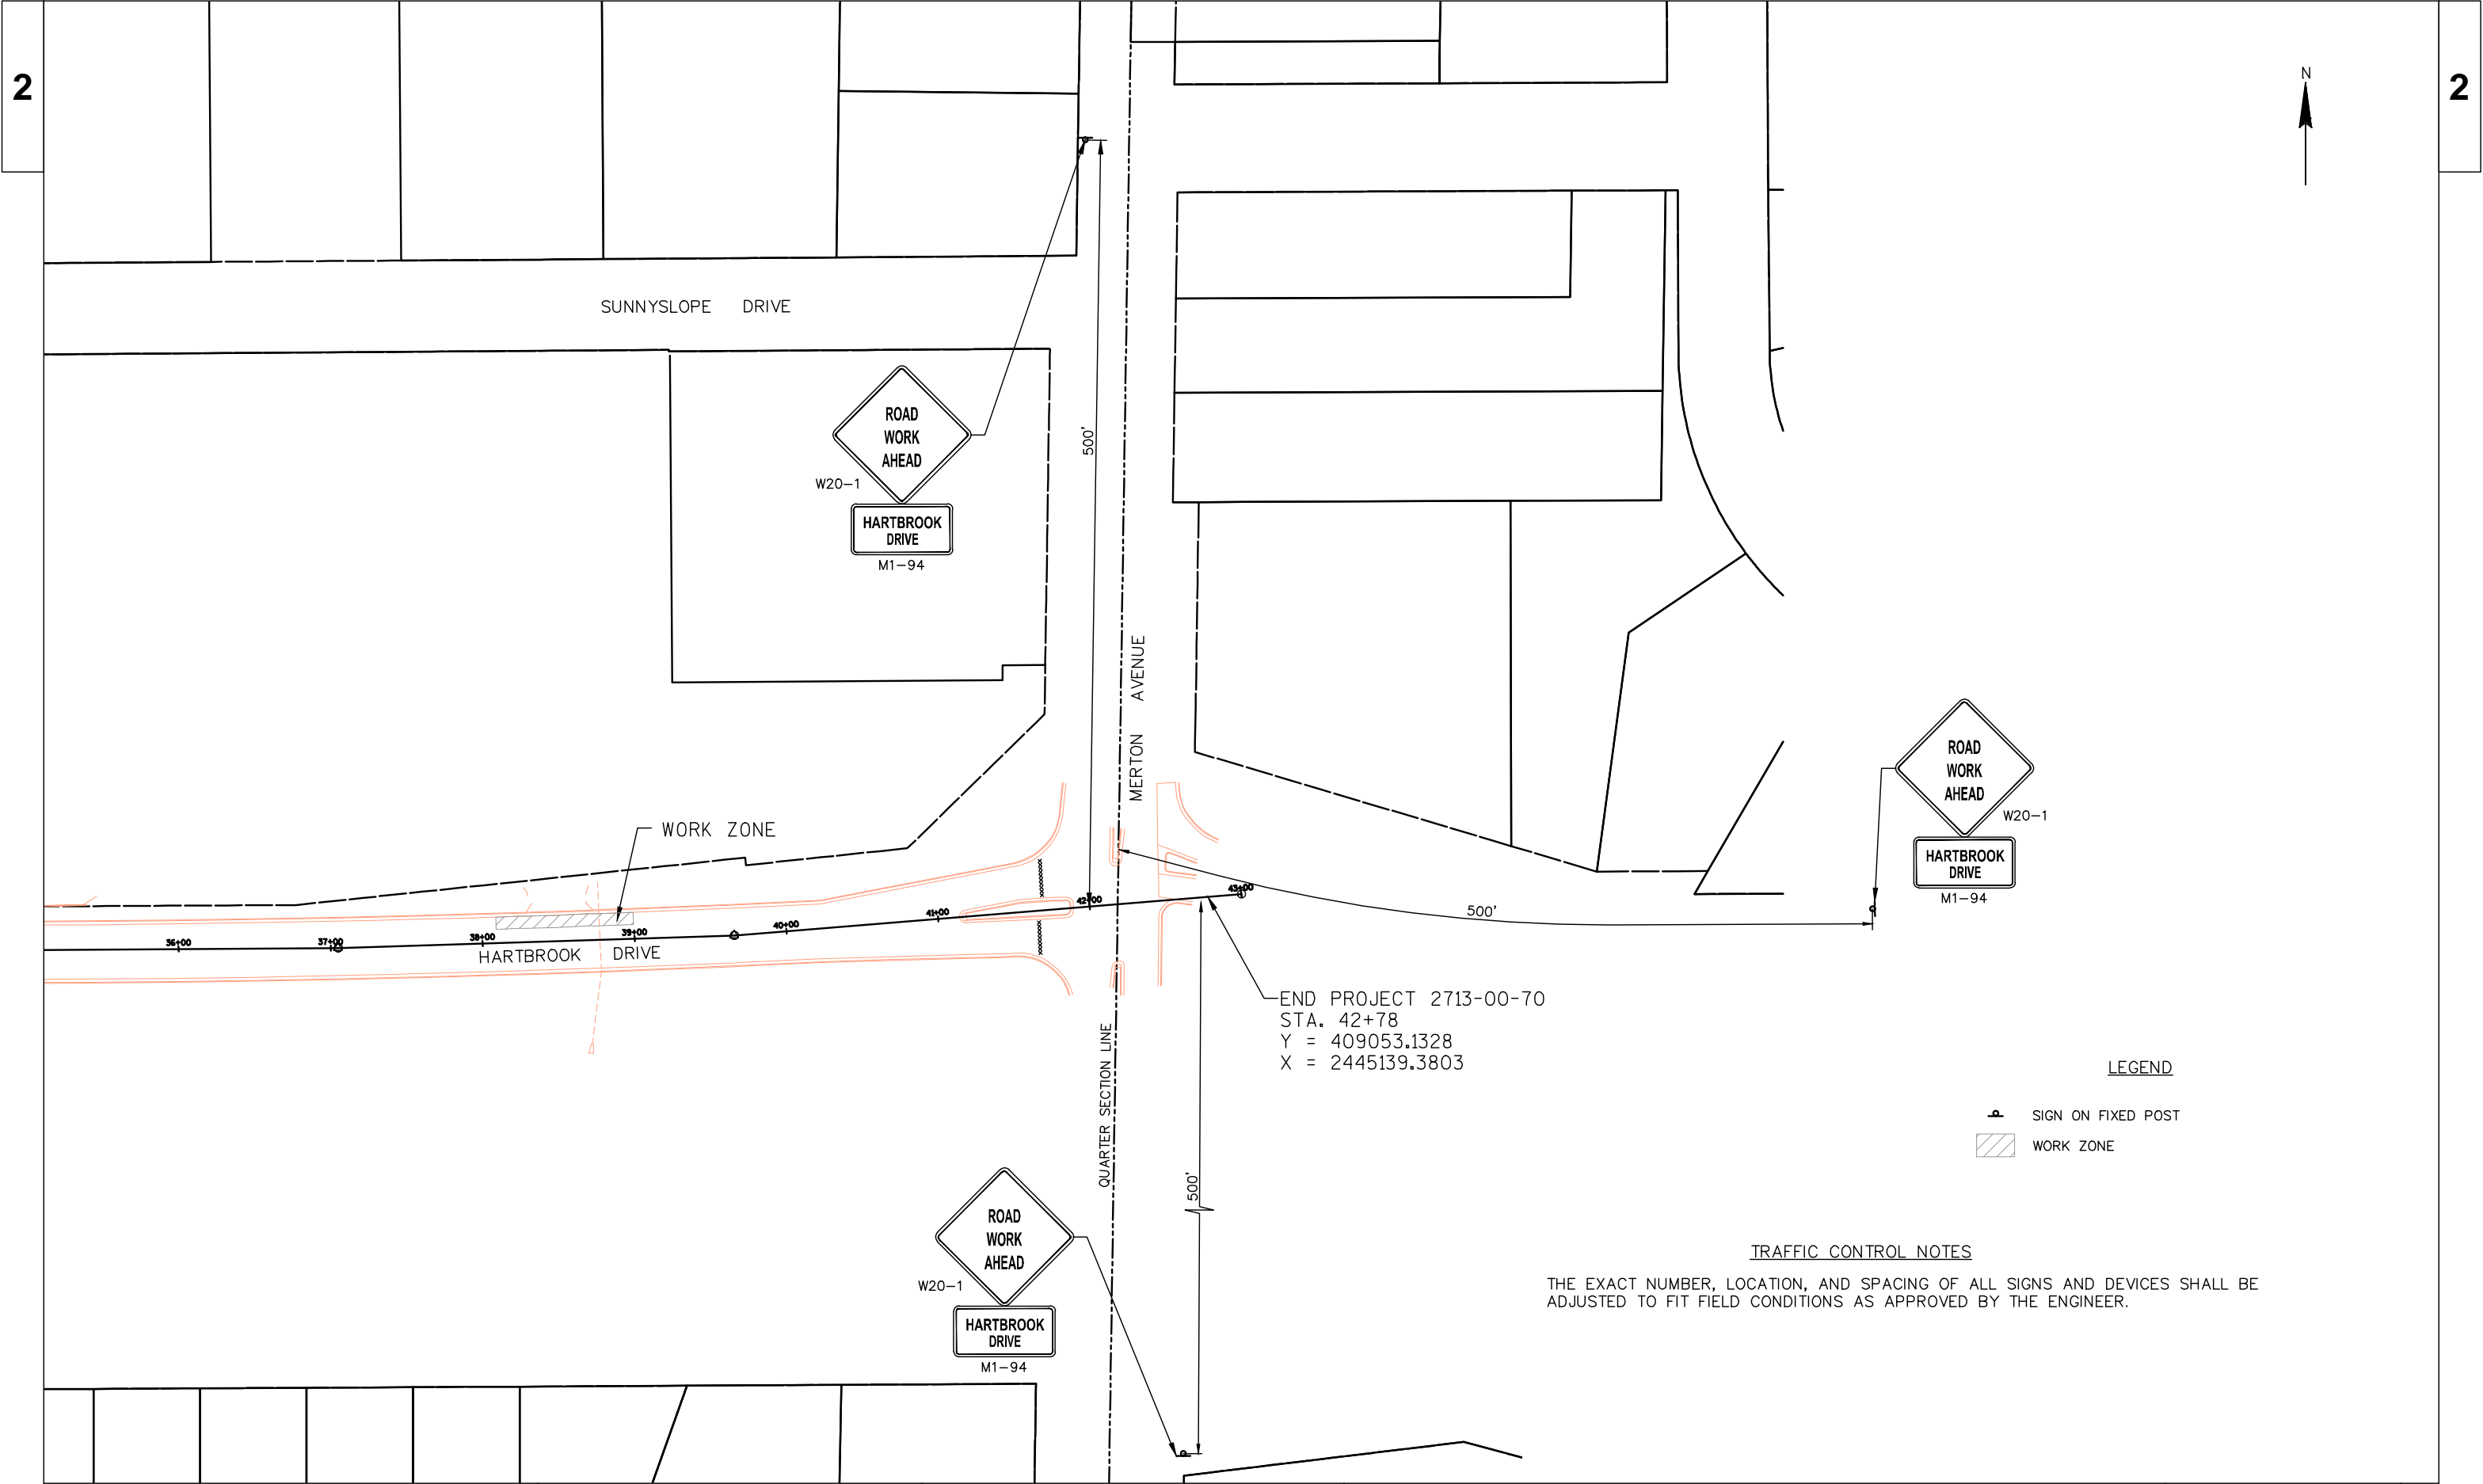 2
2
N
SUNNYSLOPE DRIVE
ROAD
WORK
AHEAD
W20-1
HARTBROOK
DRIVE
M1-94
500'
MERTON AVENUE
ROAD
WORK
AHEAD
W20-1
HARTBROOK
DRIVE
M1-94
WORK ZONE
36+00
37+00
38+00
39+00
40+00
41+00
42+00
43+00
500'
HARTBROOK DRIVE
END PROJECT 2713-00-70
STA. 42+78
Y = 409053.1328
X = 2445139.3803
QUARTER SECTION LINE
500'
LEGEND
SIGN ON FIXED POST
WORK ZONE
ROAD
WORK
AHEAD
W20-1
HARTBROOK
DRIVE
M1-94
TRAFFIC CONTROL NOTES
THE EXACT NUMBER, LOCATION, AND SPACING OF ALL SIGNS AND DEVICES SHALL BE
ADJUSTED TO FIT FIELD CONDITIONS AS APPROVED BY THE ENGINEER.